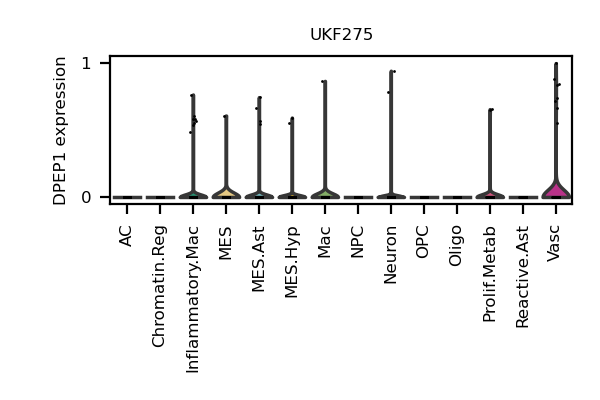 UKF275
DPEP1 expression
1
0
AC
Chromatin.Reg
Inflammatory.Mac
MES
MES.Ast
MES.Hyp
Mac
NPC
Neuron
OPC
Oligo
Prolif.Metab
Reactive.Ast
Vasc